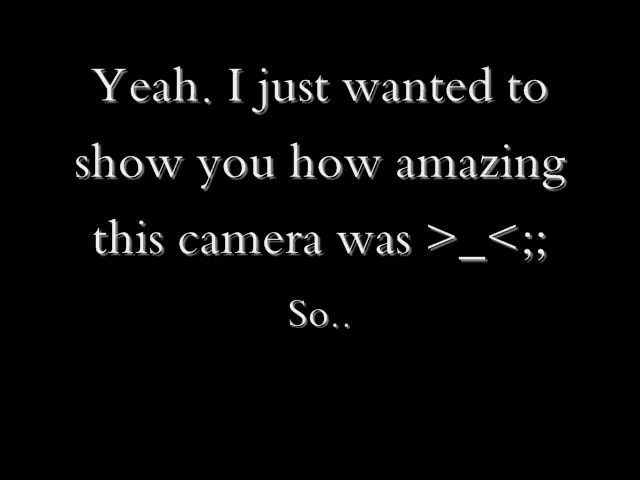 Yeah. I just wanted to
show you how amazing
this camera was >_<;;
So..